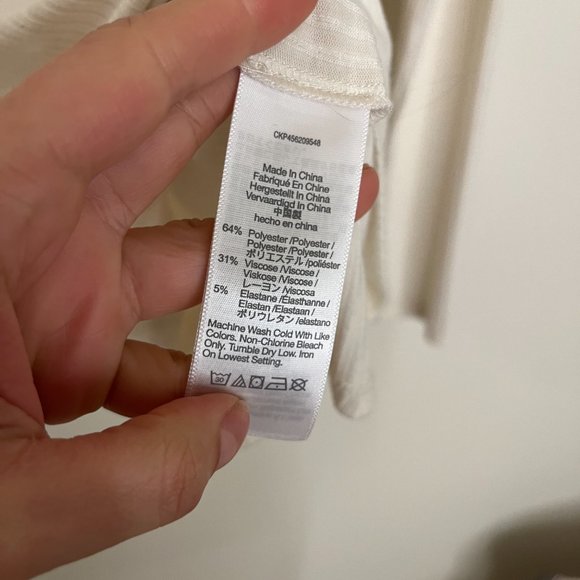 CKP456209548
Made In China
Fabriqué En Chine
Hergestellt In China
Vervaardigd In China
中国製
hecho en china
64% Polyester /Polyester /
Polyester /Polyester /
ポリエステル /poliéster
31% Viscose /Viscose /
Viskose /Viscose /
レーヨン /viscosa
5% Elastane /Élasthanne /
Elastan /Elastaan /
ポリウレタン /elastano
Machine Wash Cold With Like
Colors. Non-Chlorine Bleach
Only. Tumble Dry Low. Iron
On Lowest Setting.
30